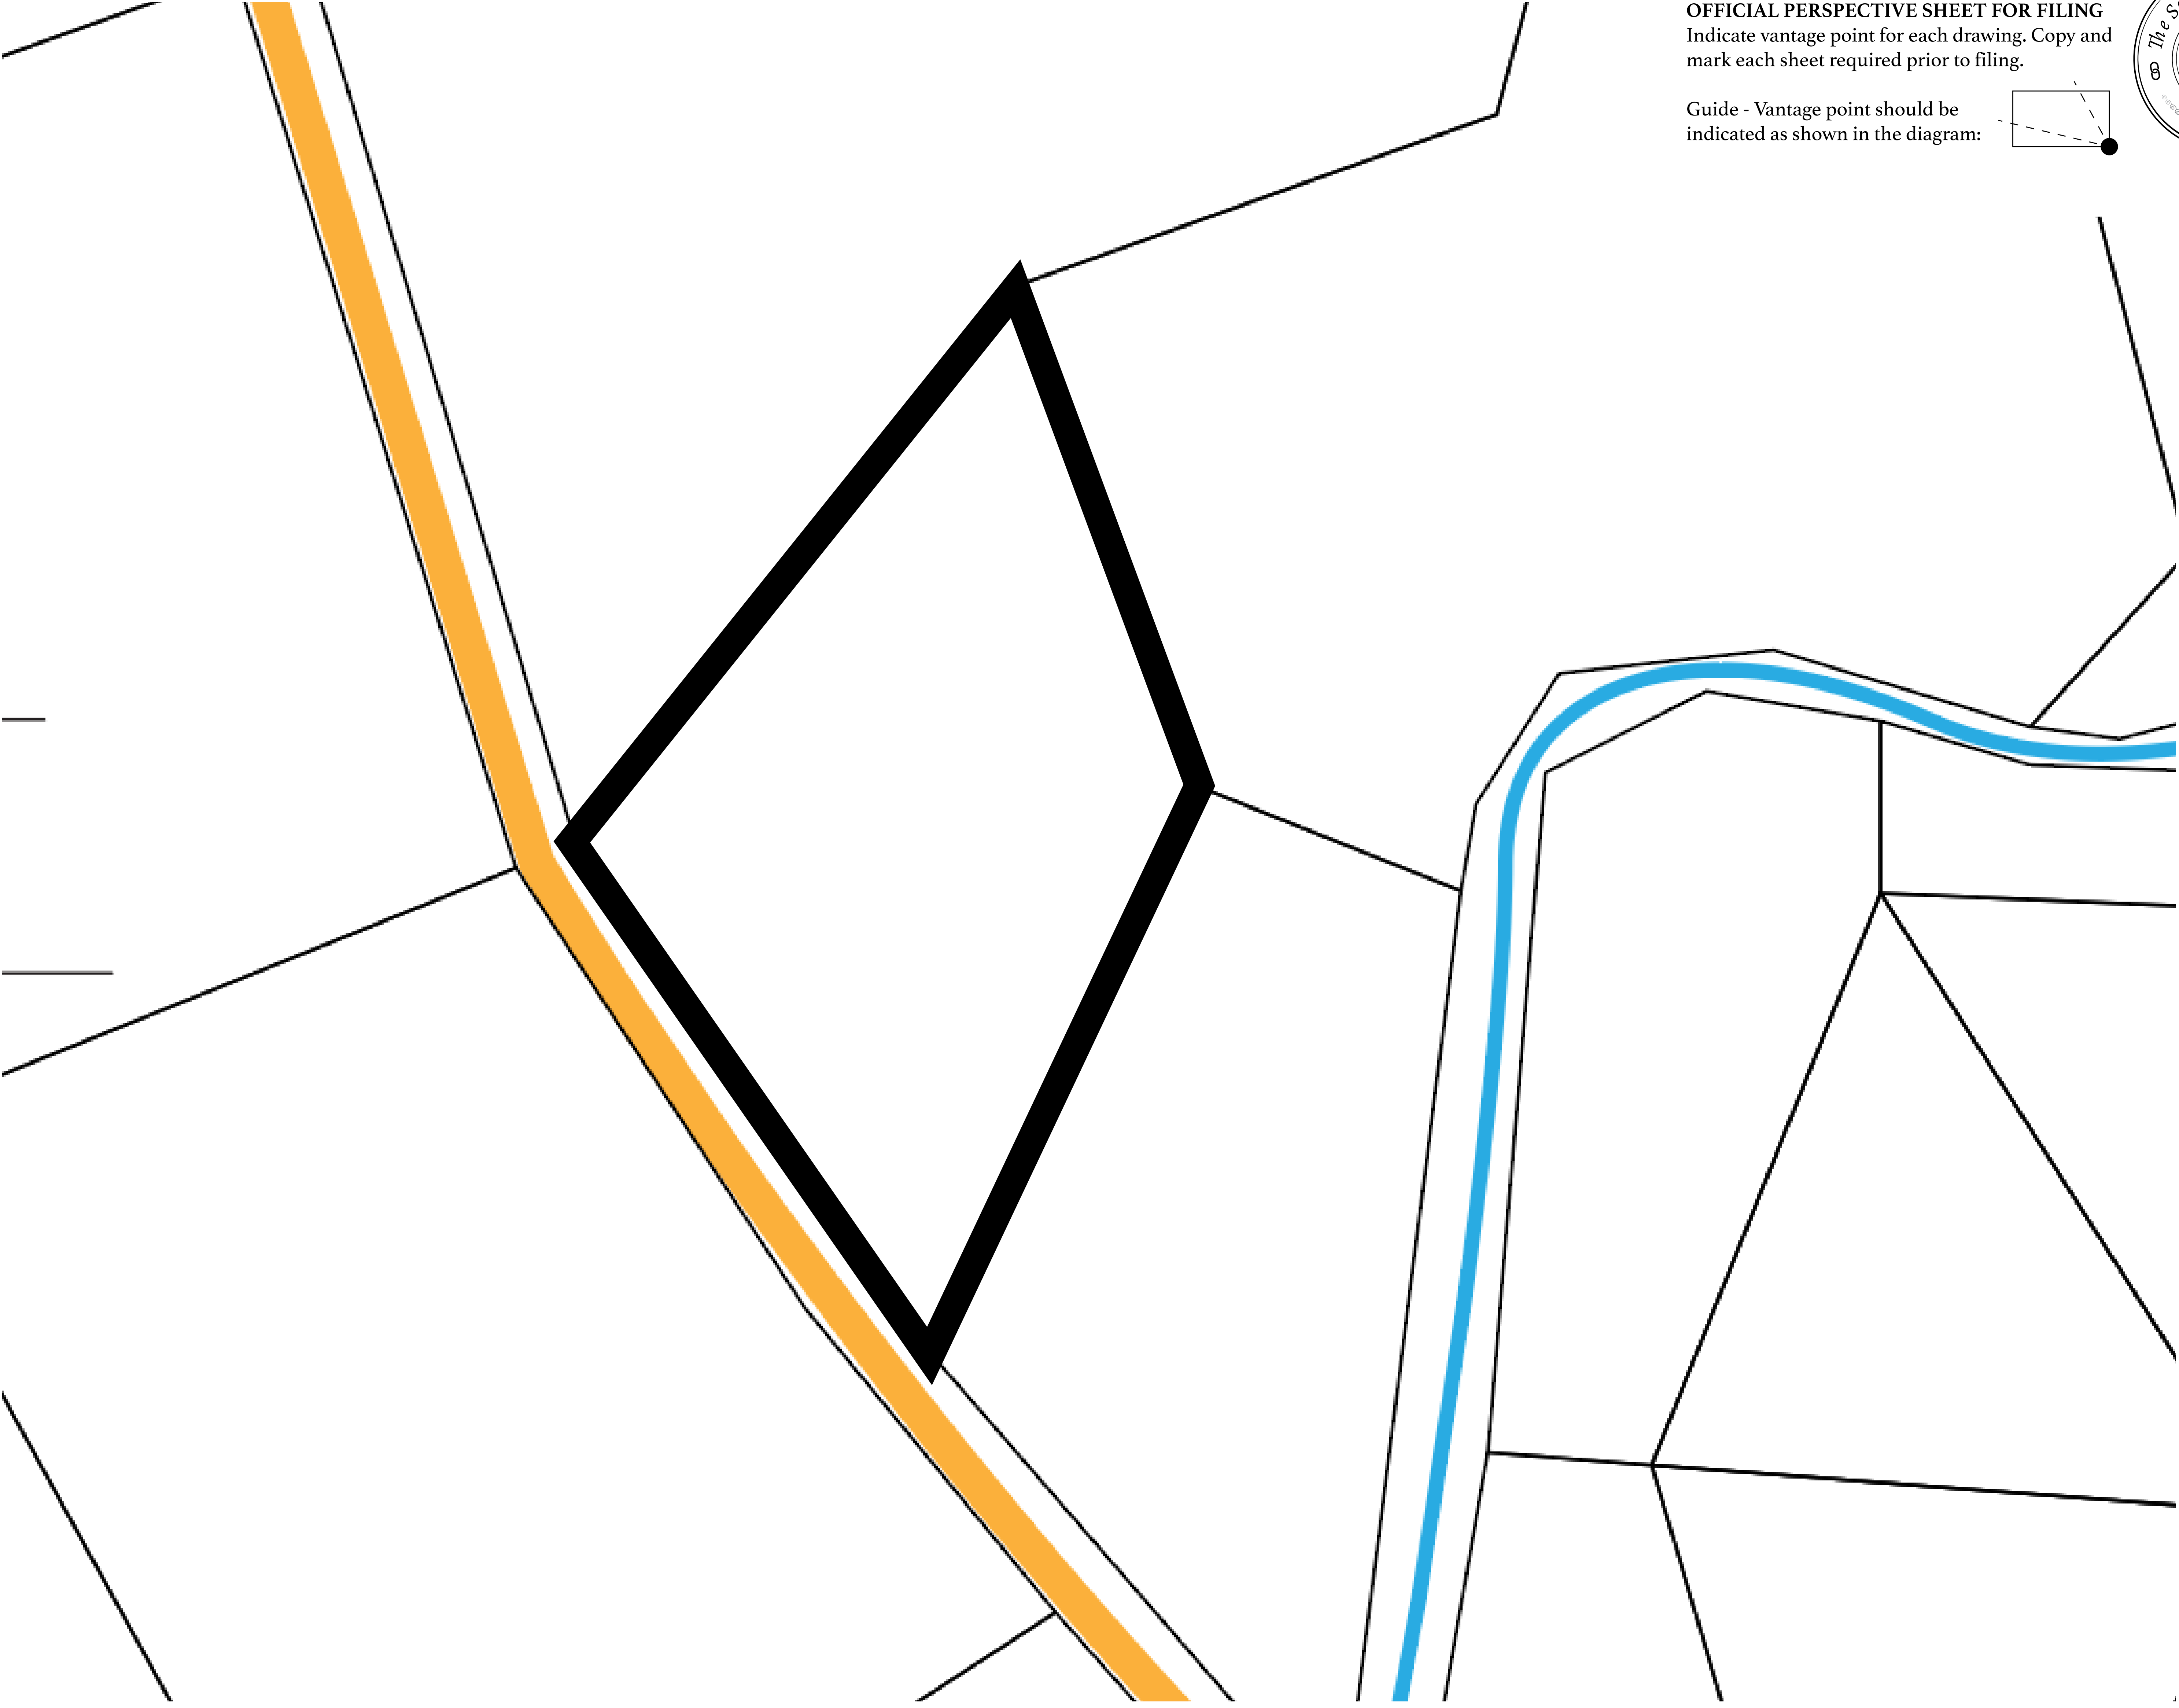 OFFICIAL PERSPECTIVE SHEET FOR FILING
Indicate vantage point for each drawing. Copy and
mark each sheet required prior to filing.
Guide - Vantage point should be
indicated as shown in the diagram:
The